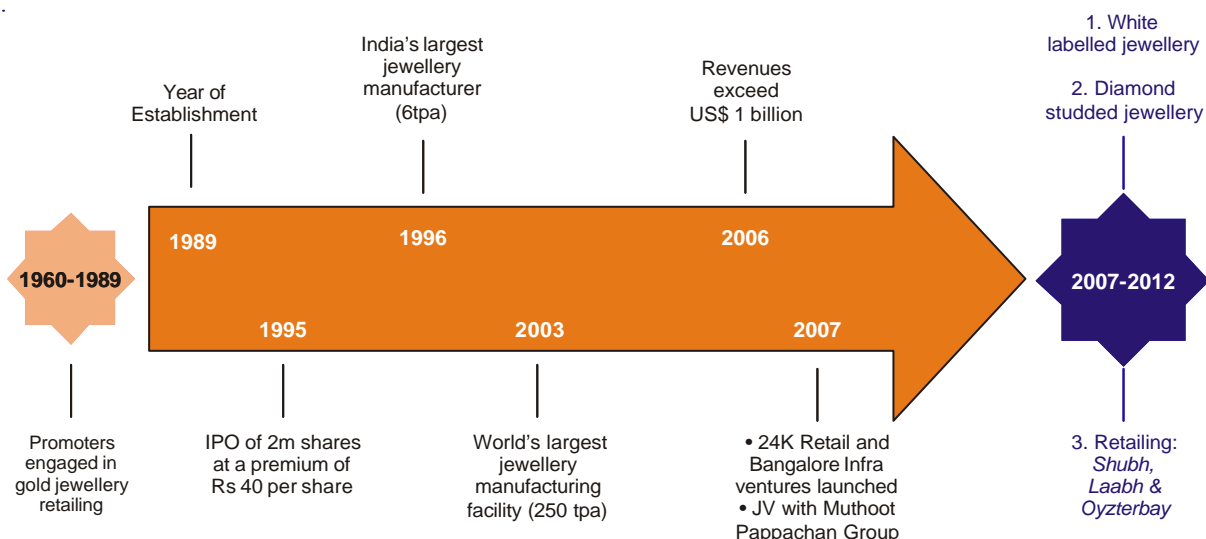 Year of
Establishment
India's largest
jewellery
manufacturer
(6tpa)
Revenues
exceed
US$ 1 billion
1. White
labelled jewellery
2. Diamond
studded jewellery
1960-1989
1989
1996
2006
1995
2003
2007
2007-2012
Promoters
engaged in
gold jewellery
retailing
IPO of 2m shares
at a premium of
Rs 40 per share
World's largest
jewellery
manufacturing
facility (250 tpa)
• 24K Retail and
Bangalore Infra
ventures launched
• JV with Muthoot
Pappachan Group
3. Retailing:
Shubh,
Laabh &
Oyzterbay